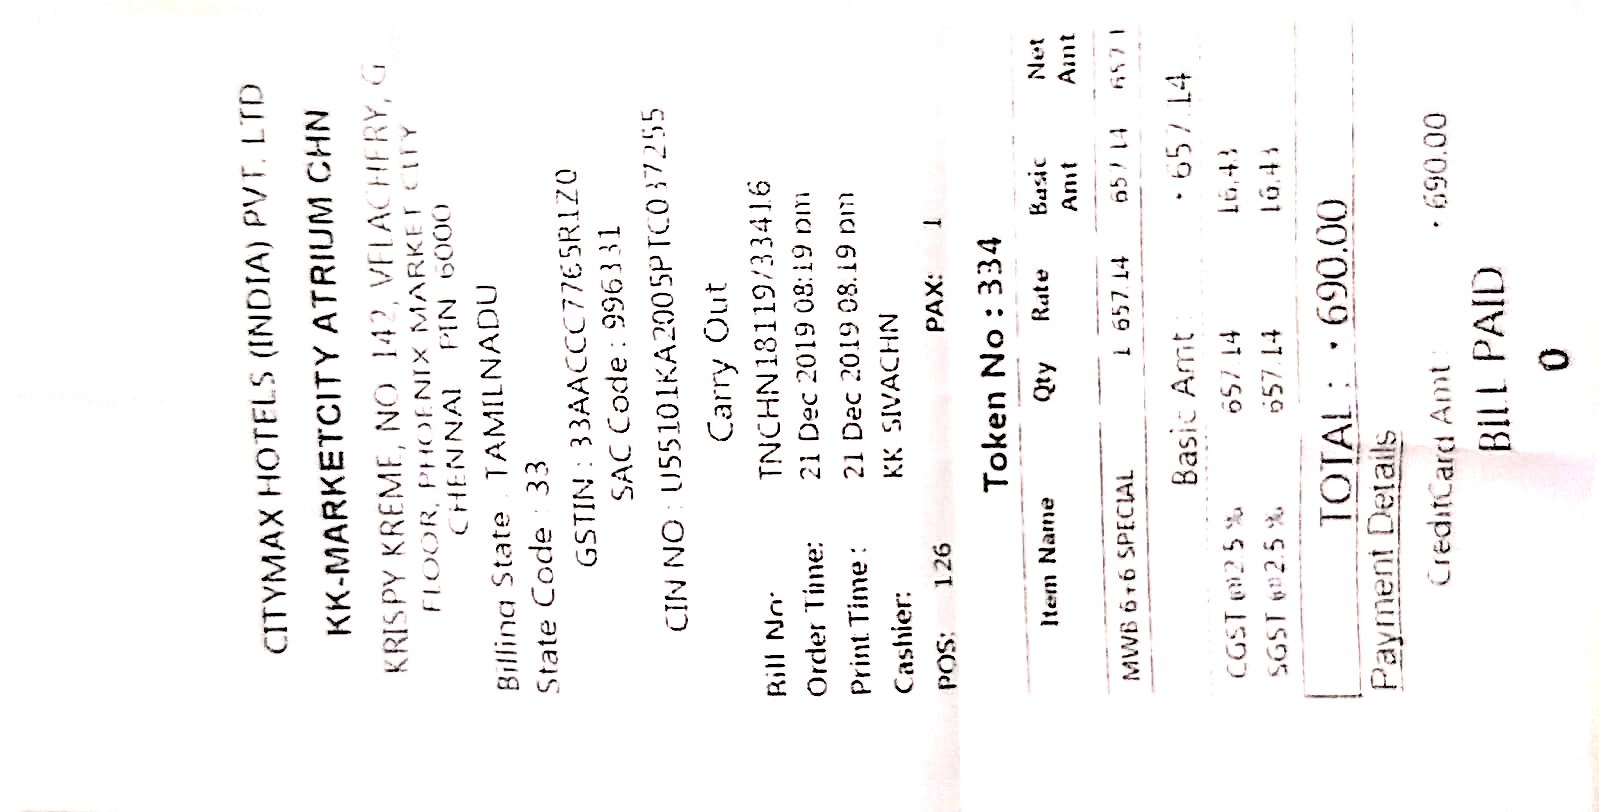 CITYMAX HOTELS (INDIA) PVT. LTD
KK-MARKETCITY ATRIUM CHN
KRISPY KREME, NO 142, VELACHERY, G
FLOOR, PHOENIX MARKET CITY
CHENNAI PIN 6000
Billing State : TAMILNADU
State Code : 33
GSTIN : 33AACCC7765R1Z0
SAC Code : 996331
CIN NO : U55101KA2005PTC037255
Carry Out
Bill No: TNCHN18119/33416
Order Time: 21 Dec 2019 08:19 pm
Print Time : 21 Dec 2019 08.19 pm
Cashier: KK SIVACHN
POS: 126 PAX: 1
Token No : 334
Item Name Qty Rate Basic Amt Net Amt
MWB 6+6 SPECIAL 1 657.14 657 14 657 1
Basic Amt : 657.14
CGST @ 2.5 % 657 14 16.43
SGST @ 2.5 % 657.14 16.43
TOTAL : 690.00
Payment Details
CreditCard Amt : 690.00
BILL PAID
0